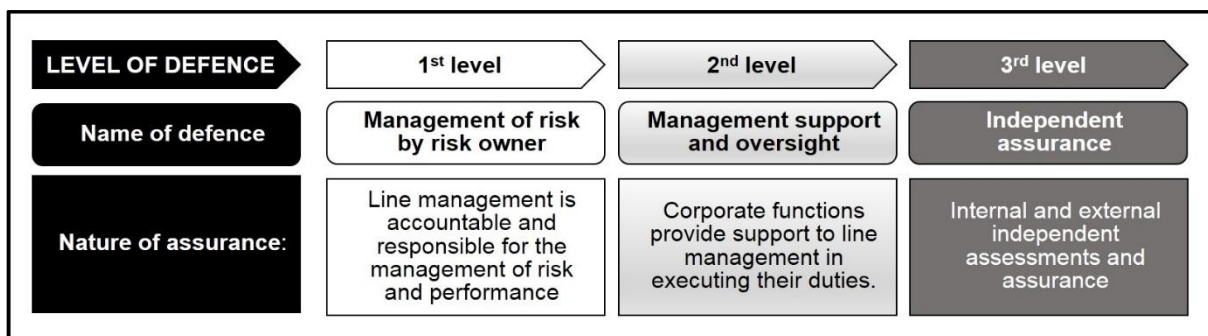 LEVEL OF DEFENCE
1st level
2nd level
3rd level
Name of defence
Management of risk
by risk owner
Management support
and oversight
Independent
assurance
Nature of assurance:
Line management is
accountable and
responsible for the
management of risk
and performance
Corporate functions
provide support to line
management in
executing their duties.
Internal and external
independent
assessments and
assurance